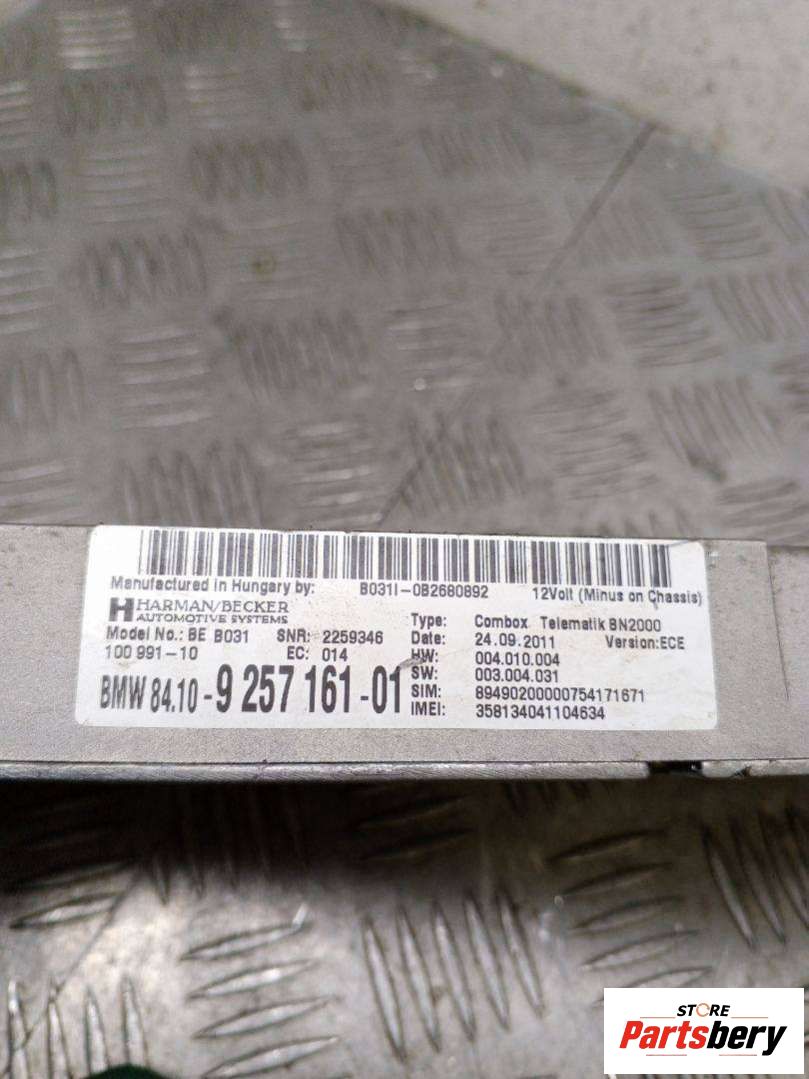 Manufactured in Hungary by: B031I-0B2680892 12Volt (Minus on Chassis)
HARMAN/BECKER
AUTOMOTIVE SYSTEMS
Model No.: BE B031 SNR: 2259346
100 991-10 EC: 014
BMW 84.10-9 257 161-01
Type: Combox Telematik BN2000
Date: 24.09.2011 Version:ECE
HW: 004.010.004
SW: 003.004.031
SIM: 89490200000754171671
IMEI: 358134041104634
STORE
Partsbery